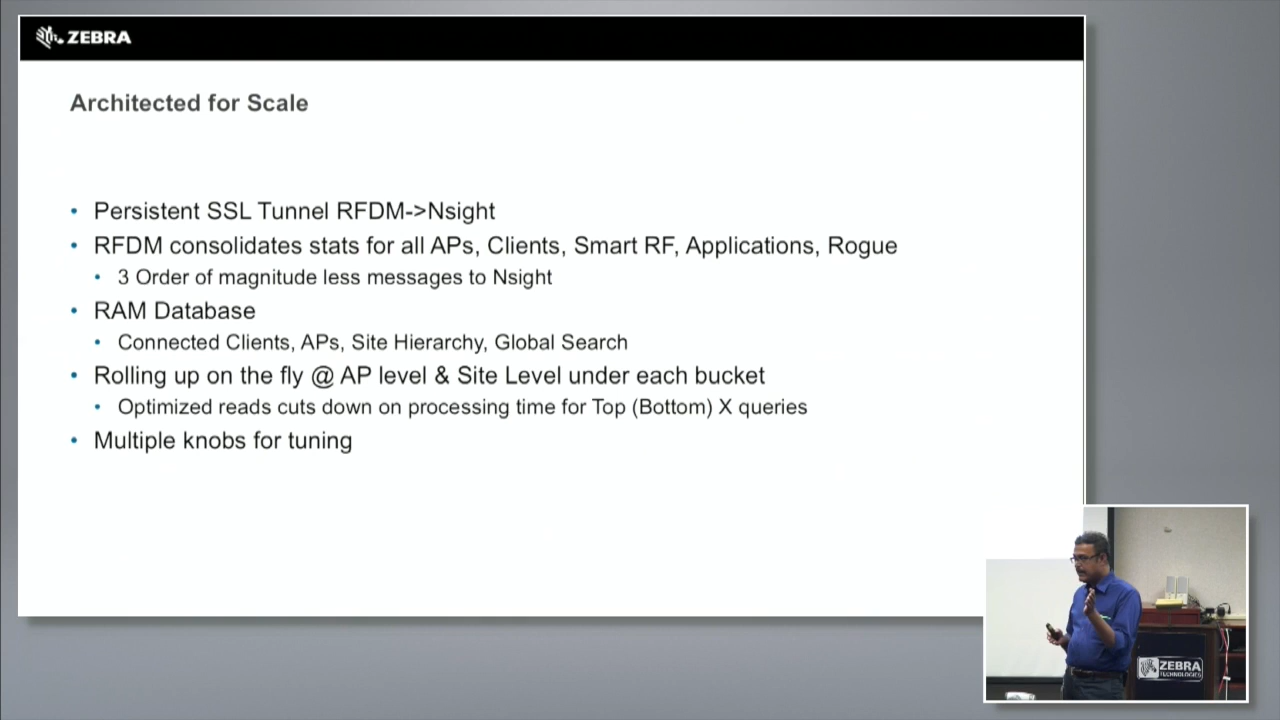 ZEBRA
Architected for Scale
• Persistent SSL Tunnel RFDM->Nsight
• RFDM consolidates stats for all APs, Clients, Smart RF, Applications, Rogue
• 3 Order of magnitude less messages to Nsight
• RAM Database
• Connected Clients, APs, Site Hierarchy, Global Search
• Rolling up on the fly @ AP level & Site Level under each bucket
• Optimized reads cuts down on processing time for Top (Bottom) X queries
• Multiple knobs for tuning
ZEBRA
TECHNOLOGIES